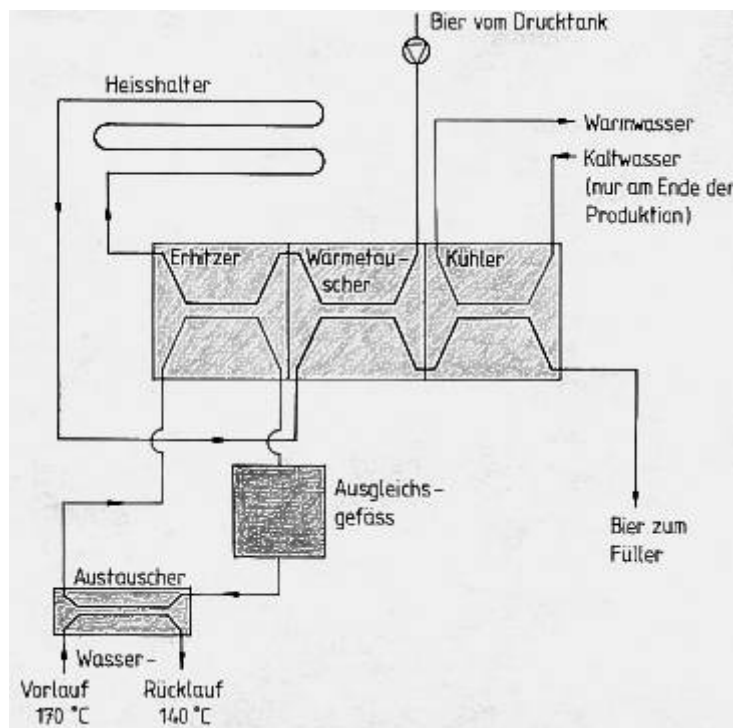 Bier vom Drucktank
Heisshalter
Warmwasser
Kaltwasser
(nur am Ende der
Produktion)
Erhitzer
Wärmetau-
scher
Kühler
Ausgleichs-
gefäss
Bier zum
Füller
Austauscher
Wasser-
Vorlauf
170 °C
Rücklauf
140 °C